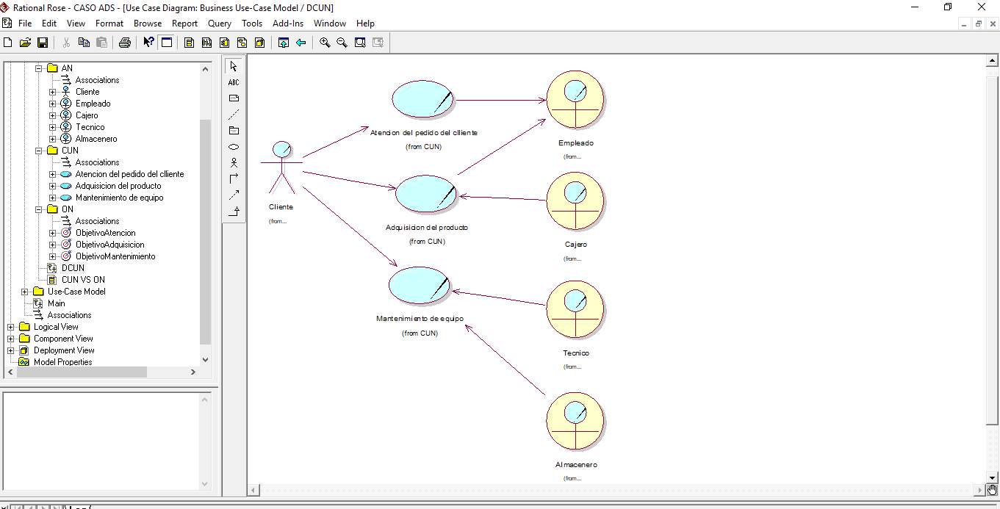 Rational Rose - CASO ADS - [Use Case Diagram: Business Use-Case Model / DCUN]
File Edit View Format Browse Report Query Tools Add-Ins Window Help
AN
Associations
Cliente
Empleado
Cajero
Tecnico
Almacenero
CUN
Associations
Atencion del pedido del clliente
Adquisicion del producto
Mantenimiento de equipo
ON
Associations
ObjetivoAtencion
ObjetivoAdquisicion
ObjetivoMantenimiento
DCUN
CUN VS ON
Use-Case Model
Main
Associations
Logical View
Component View
Deployment View
Model Properties
ABC
Cliente
(from...
Atencion del pedido del clliente
(from CUN)
Adquisicion del producto
(from CUN)
Mantenimiento de equipo
(from CUN)
Empleado
(from...
Cajero
(from...
Tecnico
(from...
Almacenero
(from...